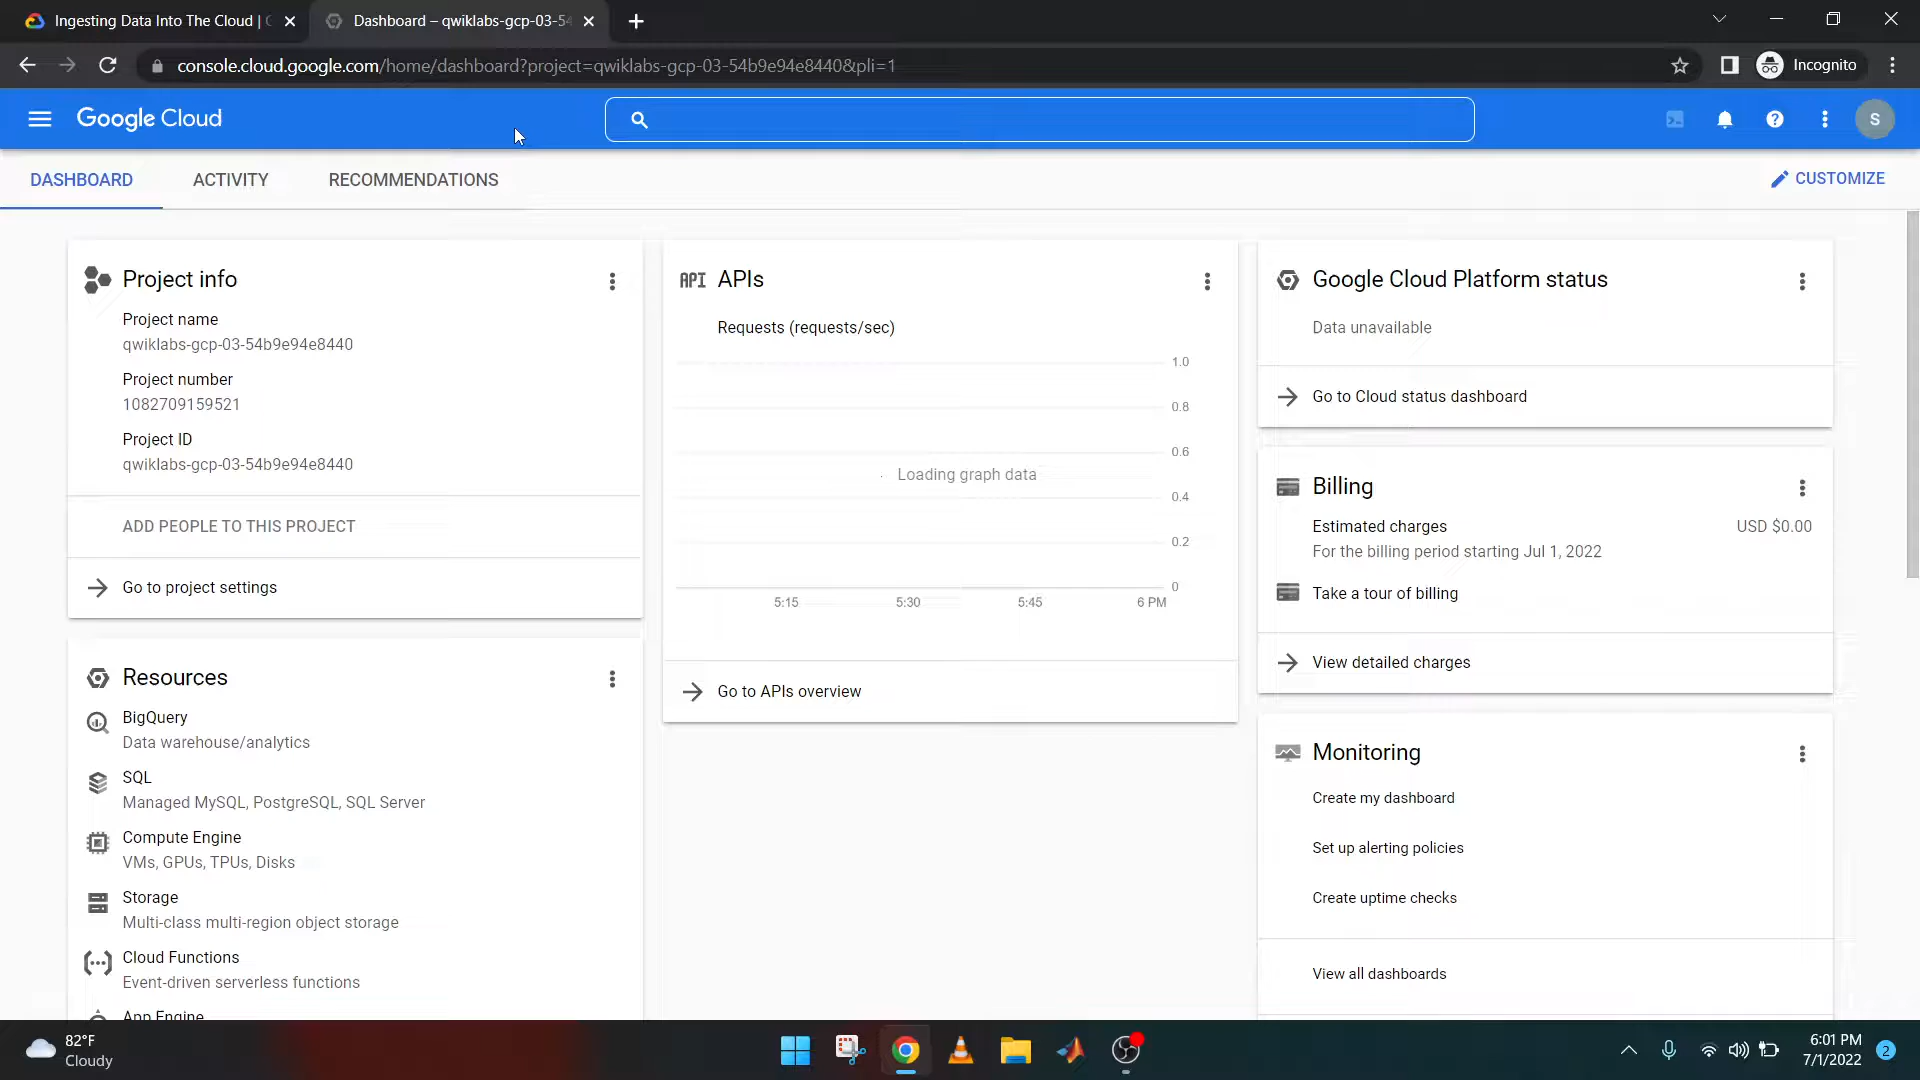 Ingesting Data Into The Cloud |
Dashboard – qwiklabs-gcp-03-54
console.cloud.google.com/home/dashboard?project=qwiklabs-gcp-03-54b9e94e8440&pli=1
Incognito
Google Cloud
S
DASHBOARD
ACTIVITY
RECOMMENDATIONS
CUSTOMIZE
Project info
Project name
qwiklabs-gcp-03-54b9e94e8440
Project number
1082709159521
Project ID
qwiklabs-gcp-03-54b9e94e8440
ADD PEOPLE TO THIS PROJECT
Go to project settings
Resources
BigQuery
Data warehouse/analytics
SQL
Managed MySQL, PostgreSQL, SQL Server
Compute Engine
VMs, GPUs, TPUs, Disks
Storage
Multi-class multi-region object storage
Cloud Functions
Event-driven serverless functions
App Engine
API APIs
Requests (requests/sec)
1.0
0.8
0.6
Loading graph data
0.4
0.2
0
5:15 5:30 5:45 6 PM
Go to APIs overview
Google Cloud Platform status
Data unavailable
Go to Cloud status dashboard
Billing
Estimated charges USD $0.00
For the billing period starting Jul 1, 2022
Take a tour of billing
View detailed charges
Monitoring
Create my dashboard
Set up alerting policies
Create uptime checks
View all dashboards
82°F
Cloudy
6:01 PM
7/1/2022
2